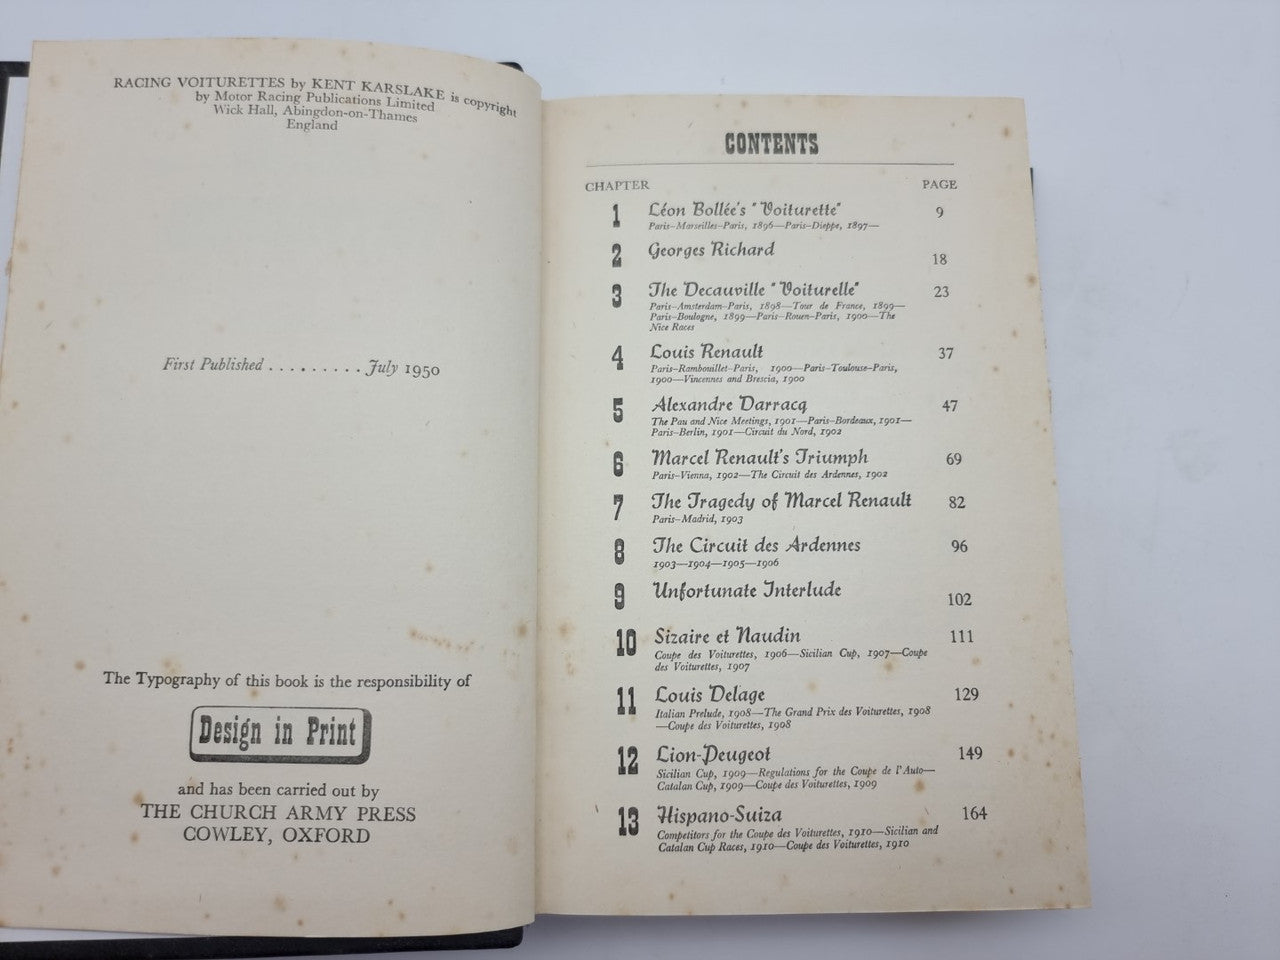 RACING VOITURETTES by KENT KARSLAKE is copyright
by Motor Racing Publications Limited
Wick Hall, Abingdon-on-Thames
England
First Published . . . . . . . . . July 1950
The Typography of this book is the responsibility of
Design in Print
and has been carried out by
THE CHURCH ARMY PRESS
COWLEY, OXFORD
CONTENTS
CHAPTER PAGE
1 Léon Bollée's "Voiturette" 9
Paris–Marseilles–Paris, 1896—Paris–Dieppe, 1897—
2 Georges Richard 18
3 The Decauville "Voiturelle" 23
Paris–Amsterdam–Paris, 1898—Tour de France, 1899—
Paris–Boulogne, 1899—Paris–Rouen–Paris, 1900—The
Nice Races
4 Louis Renault 37
Paris–Rambouillet–Paris, 1900—Paris–Toulouse–Paris,
1900—Vincennes and Brescia, 1900
5 Alexandre Darracq 47
The Pau and Nice Meetings, 1901—Paris–Bordeaux, 1901—
Paris–Berlin, 1901—Circuit du Nord, 1902
6 Marcel Renault's Triumph 69
Paris–Vienna, 1902—The Circuit des Ardennes, 1902
7 The Tragedy of Marcel Renault 82
Paris–Madrid, 1903
8 The Circuit des Ardennes 96
1903—1904—1905—1906
9 Unfortunate Interlude 102
10 Sizaire et Naudin 111
Coupe des Voiturettes, 1906—Sicilian Cup, 1907—Coupe
des Voiturettes, 1907
11 Louis Delage 129
Italian Prelude, 1908—The Grand Prix des Voiturettes, 1908
—Coupe des Voiturettes, 1908
12 Lion-Peugeot 149
Sicilian Cup, 1909—Regulations for the Coupe de l'Auto—
Catalan Cup, 1909—Coupe des Voiturettes, 1909
13 Hispano-Suiza 164
Competitors for the Coupe des Voiturettes, 1910—Sicilian and
Catalan Cup Races, 1910—Coupe des Voiturettes, 1910